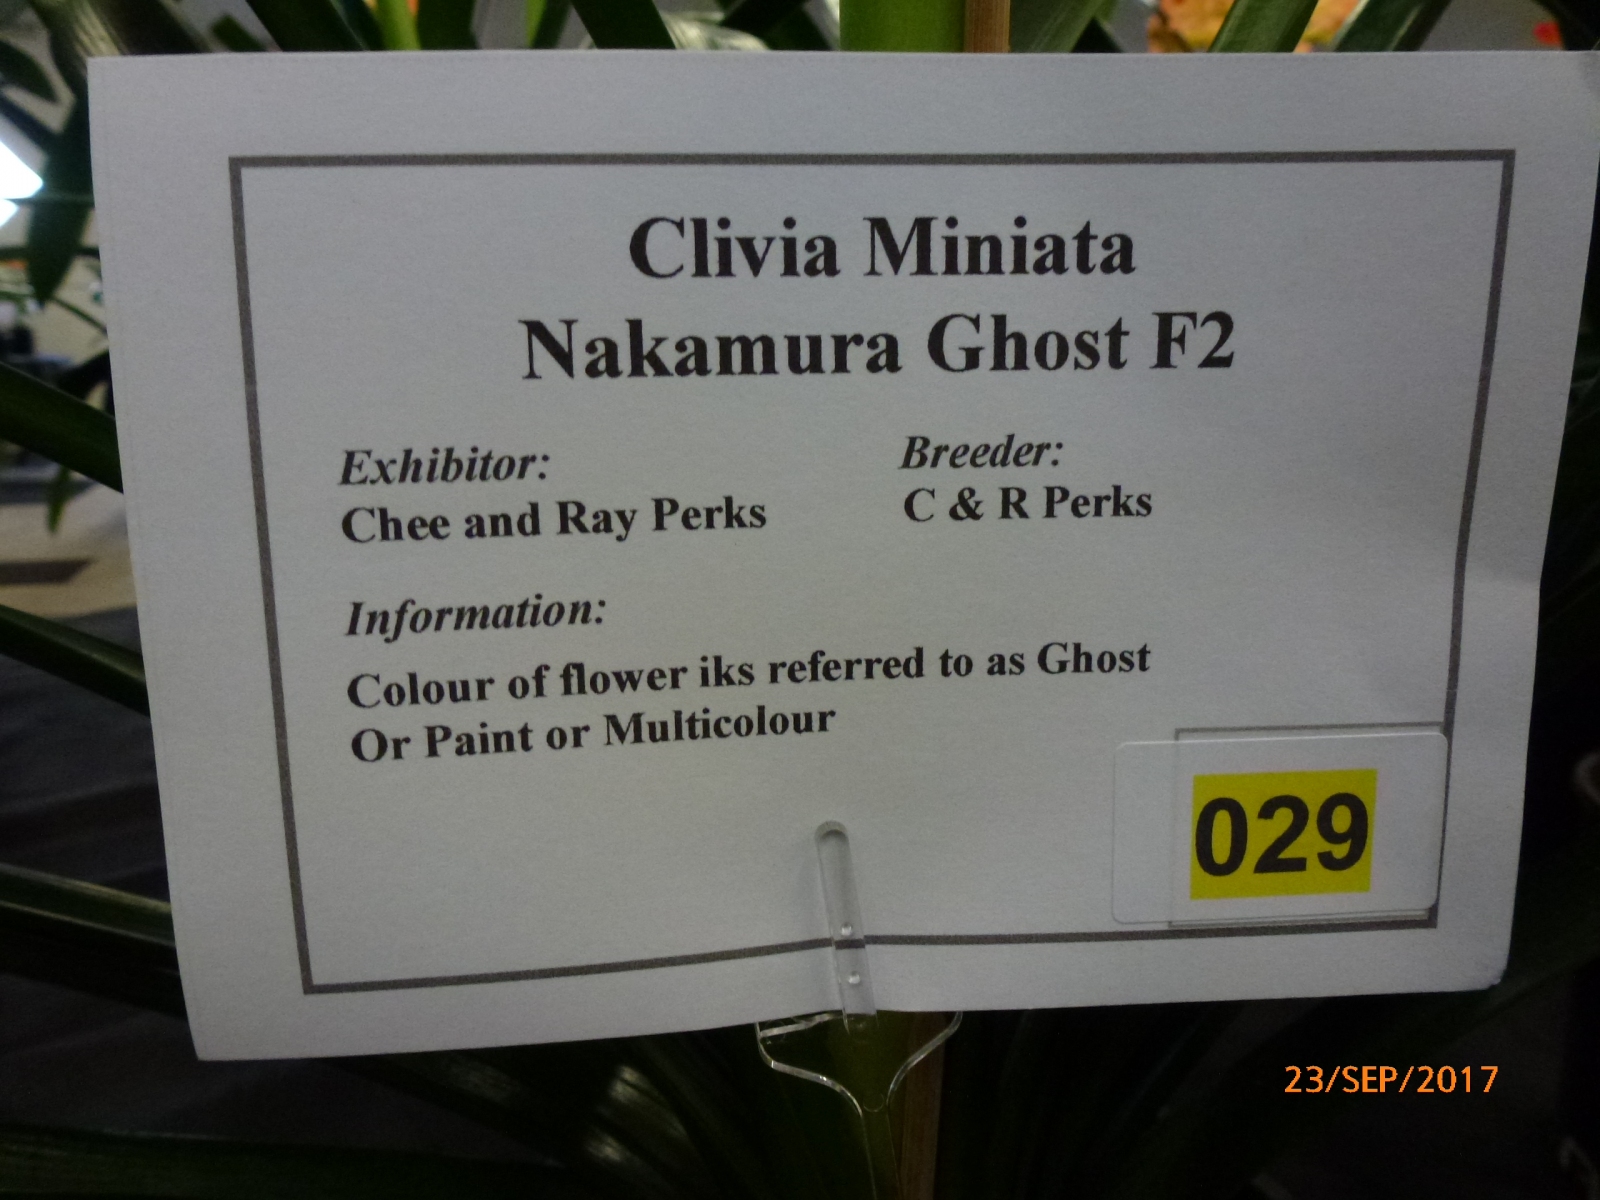 Clivia Miniata
Nakamura Ghost F2
Exhibitor:
Chee and Ray Perks
Breeder:
C & R Perks
Information:
Colour of flower iks referred to as Ghost
Or Paint or Multicolour
029
23/SEP/2017